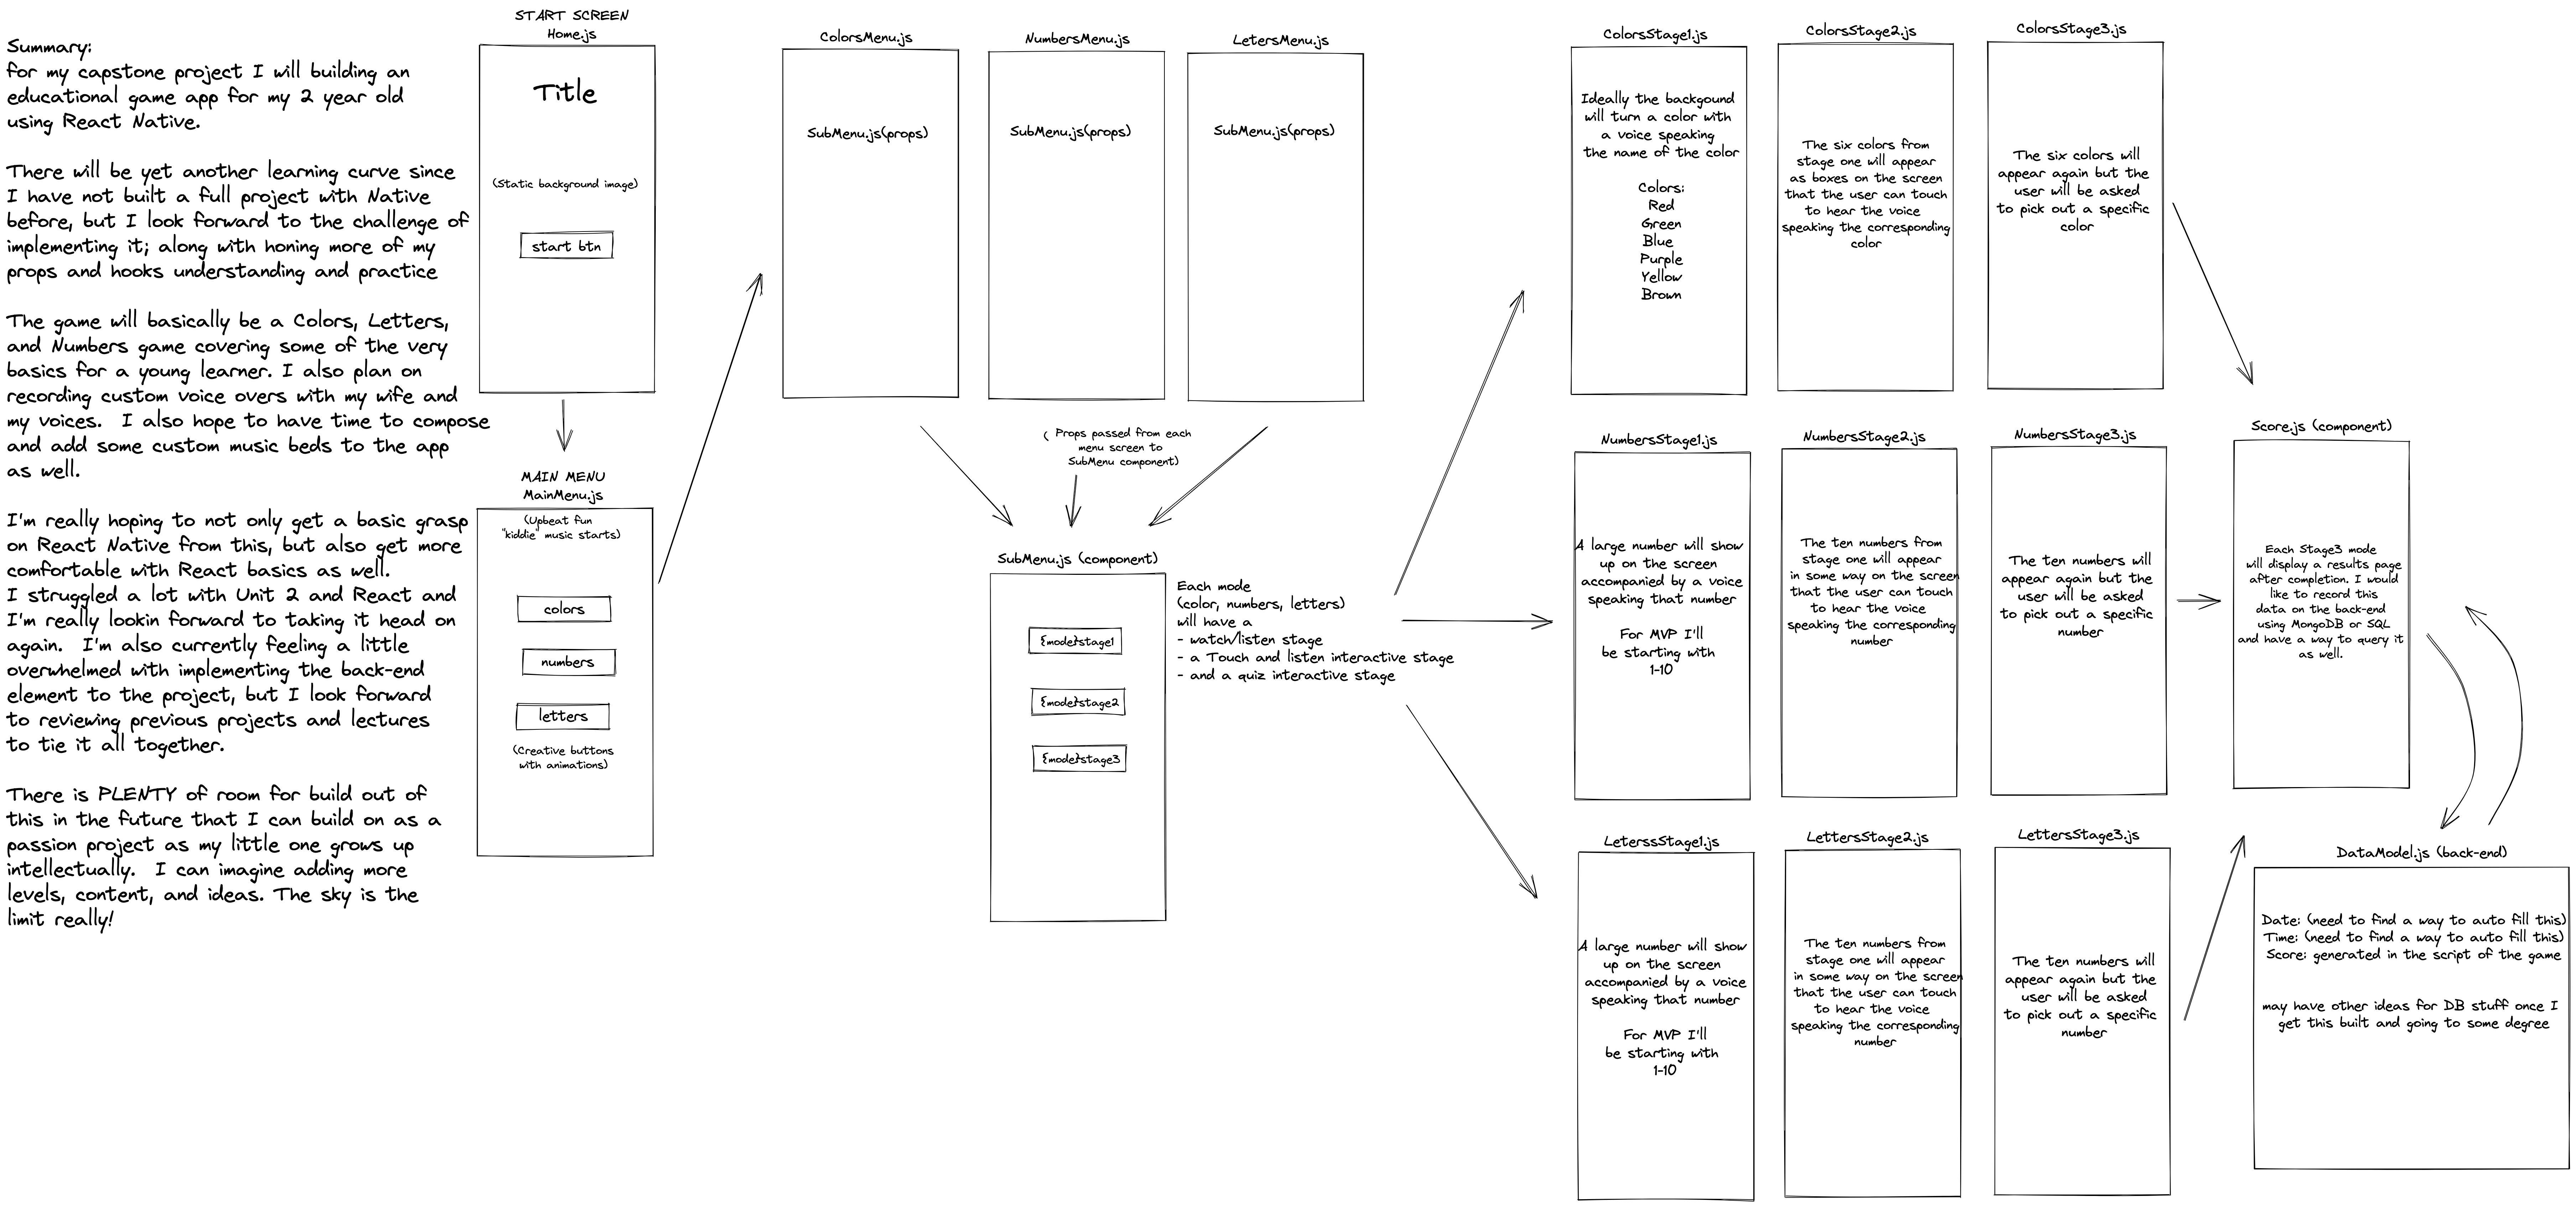 Summary:
for my capstone project I will building an
educational game app for my 2 year old
using React Native.
There will be yet another learning curve since
I have not built a full project with Native
before, but I look forward to the challenge of
implementing it; along with honing more of my
props and hooks understanding and practice
The game will basically be a Colors, Letters,
and Numbers game covering some of the very
basics for a young learner. I also plan on
recording custom voice overs with my wife and
my voices.  I also hope to have time to compose
and add some custom music beds to the app
as well.
I'm really hoping to not only get a basic grasp
on React Native from this, but also get more
comfortable with React basics as well.
I struggled a lot with Unit 2 and React and
I'm really lookin forward to taking it head on
again.  I'm also currently feeling a little
overwhelmed with implementing the back-end
element to the project, but I look forward
to reviewing previous projects and lectures
to tie it all together.
There is PLENTY of room for build out of
this in the future that I can build on as a
passion project as my little one grows up
intellectually.  I can imagine adding more
levels, content, and ideas. The sky is the
limit really!
START SCREEN
Home.js
Title
(Static background image)
start btn
MAIN MENU
MainMenu.js
(Upbeat fun
"kiddie" music starts)
colors
numbers
letters
(Creative buttons
with animations)
ColorsMenu.js
SubMenu.js(props)
NumbersMenu.js
SubMenu.js(props)
LetersMenu.js
SubMenu.js(props)
( Props passed from each
menu screen to
SubMenu component)
SubMenu.js (component)
{mode}stage1
{mode}stage2
{mode}stage3
Each mode
(color, numbers, letters)
will have a
- watch/listen stage
- a Touch and listen interactive stage
- and a quiz interactive stage
ColorsStage1.js
Ideally the backgound
will turn a color with
a voice speaking
the name of the color
Colors:
Red
Green
Blue
Purple
Yellow
Brown
ColorsStage2.js
The six colors from
stage one will appear
as boxes on the screen
that the user can touch
to hear the voice
speaking the corresponding
color
ColorsStage3.js
The six colors will
appear again but the
user will be asked
to pick out a specific
color
NumbersStage1.js
A large number will show
up on the screen
accompanied by a voice
speaking that number
For MVP I'll
be starting with
1-10
NumbersStage2.js
The ten numbers from
stage one will appear
in some way on the screen
that the user can touch
to hear the voice
speaking the corresponding
number
NumbersStage3.js
The ten numbers will
appear again but the
user will be asked
to pick out a specific
number
LeterssStage1.js
A large number will show
up on the screen
accompanied by a voice
speaking that number
For MVP I'll
be starting with
1-10
LettersStage2.js
The ten numbers from
stage one will appear
in some way on the screen
that the user can touch
to hear the voice
speaking the corresponding
number
LettersStage3.js
The ten numbers will
appear again but the
user will be asked
to pick out a specific
number
Score.js (component)
Each Stage3 mode
will display a results page
after completion. I would
like to record this
data on the back-end
using MongoDB or SQL
and have a way to query it
as well.
DataModel.js (back-end)
Date: (need to find a way to auto fill this)
Time: (need to find a way to auto fill this)
Score: generated in the script of the game
may have other ideas for DB stuff once I
get this built and going to some degree